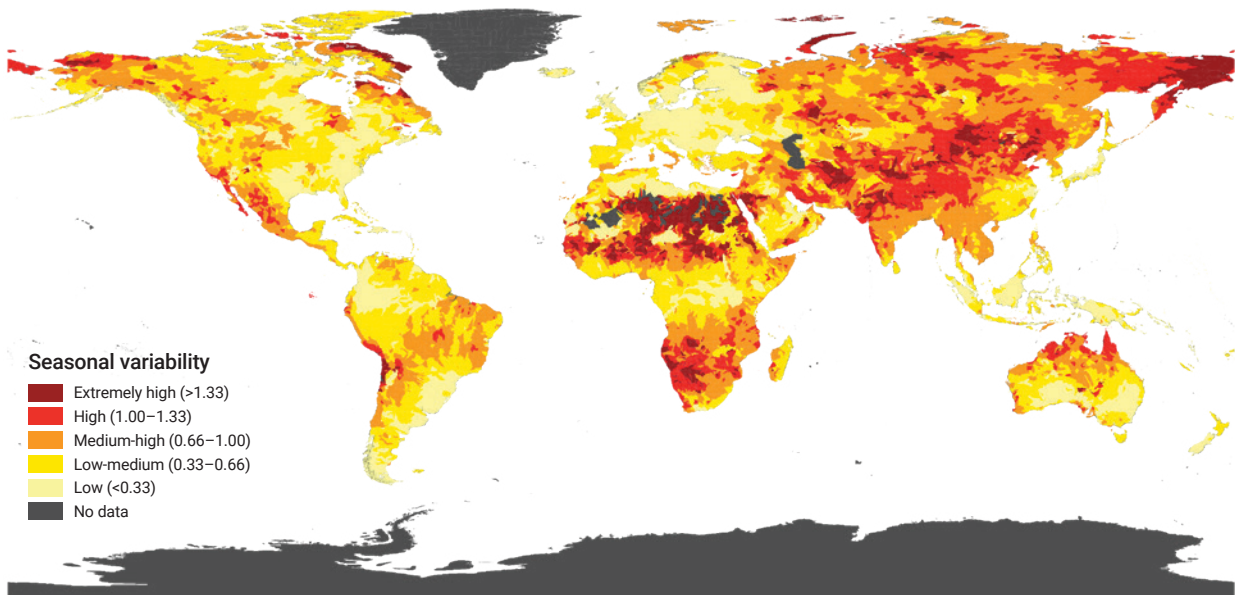 Seasonal variability
Extremely high (>1.33)
High (1.00–1.33)
Medium-high (0.66–1.00)
Low-medium (0.33–0.66)
Low (<0.33)
No data